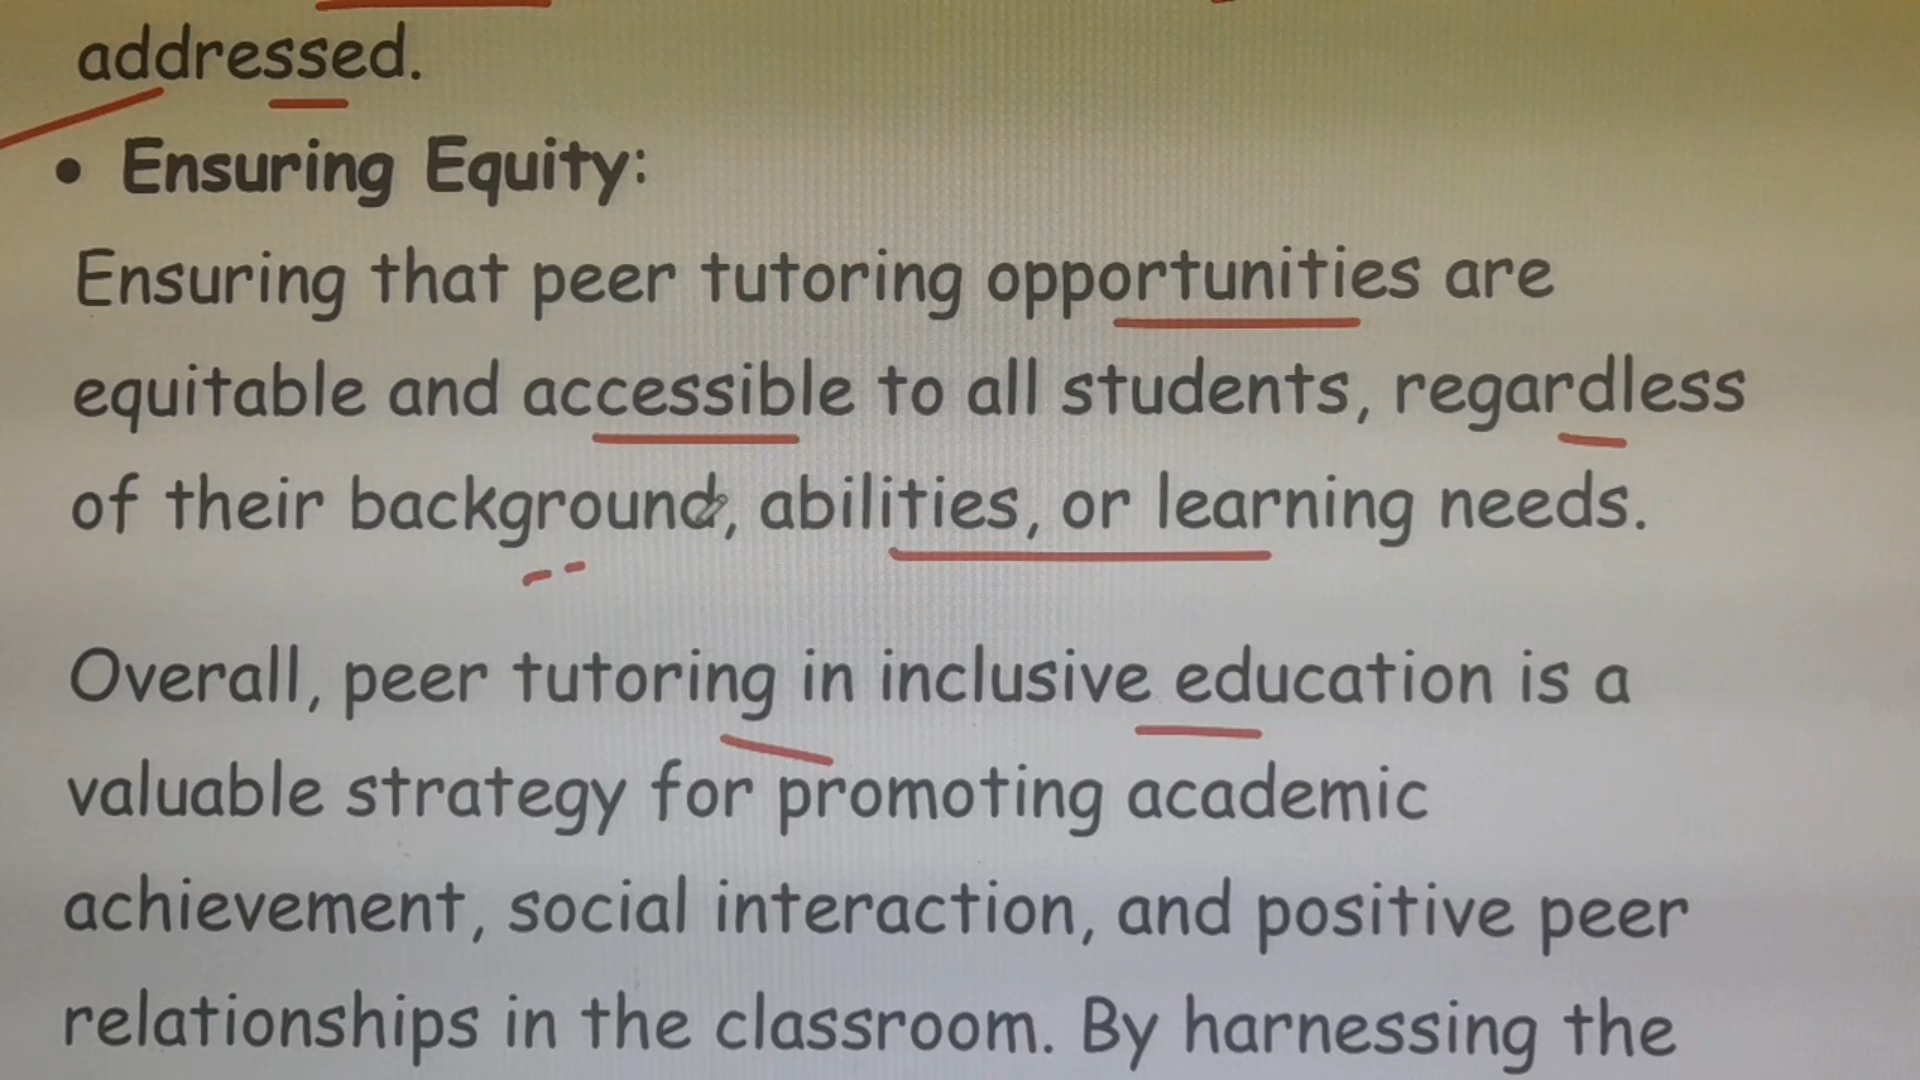 addressed.
• Ensuring Equity:
Ensuring that peer tutoring opportunities are
equitable and accessible to all students, regardless
of their background, abilities, or learning needs.
Overall, peer tutoring in inclusive education is a
valuable strategy for promoting academic
achievement, social interaction, and positive peer
relationships in the classroom. By harnessing the